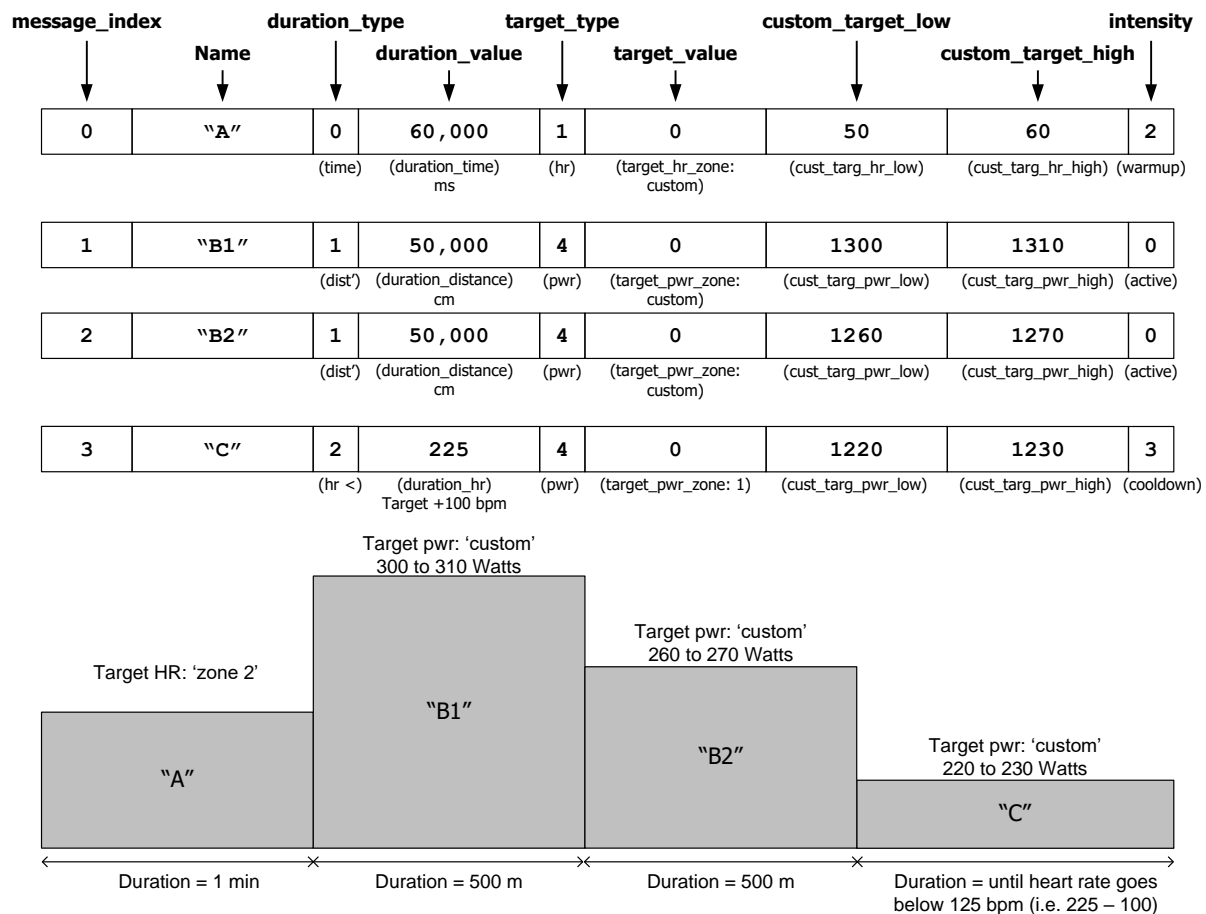 message_index duration_type target_type custom_target_low intensity
Name duration_value target_value custom_target_high
0 “A” 0 60,000 1 0 50 60 2
(time) (duration_time) (hr) (target_hr_zone: (cust_targ_hr_low) (cust_targ_hr_high) (warmup)
ms custom)
1 “B1” 1 50,000 4 0 1300 1310 0
(dist’) (duration_distance) (pwr) (target_pwr_zone: (cust_targ_pwr_low) (cust_targ_pwr_high) (active)
cm custom)
2 “B2” 1 50,000 4 0 1260 1270 0
(dist’) (duration_distance) (pwr) (target_pwr_zone: (cust_targ_pwr_low) (cust_targ_pwr_high) (active)
cm custom)
3 “C” 2 225 4 0 1220 1230 3
(hr <) (duration_hr) (pwr) (target_pwr_zone: 1) (cust_targ_pwr_low) (cust_targ_pwr_high) (cooldown)
Target +100 bpm
Target pwr: ‘custom’
300 to 310 Watts
Target pwr: ‘custom’
260 to 270 Watts
Target HR: ‘zone 2’
“B1”
Target pwr: ‘custom’
220 to 230 Watts
“B2”
“A”
“C”
Duration = 1 min Duration = 500 m Duration = 500 m Duration = until heart rate goes
below 125 bpm (i.e. 225 – 100)